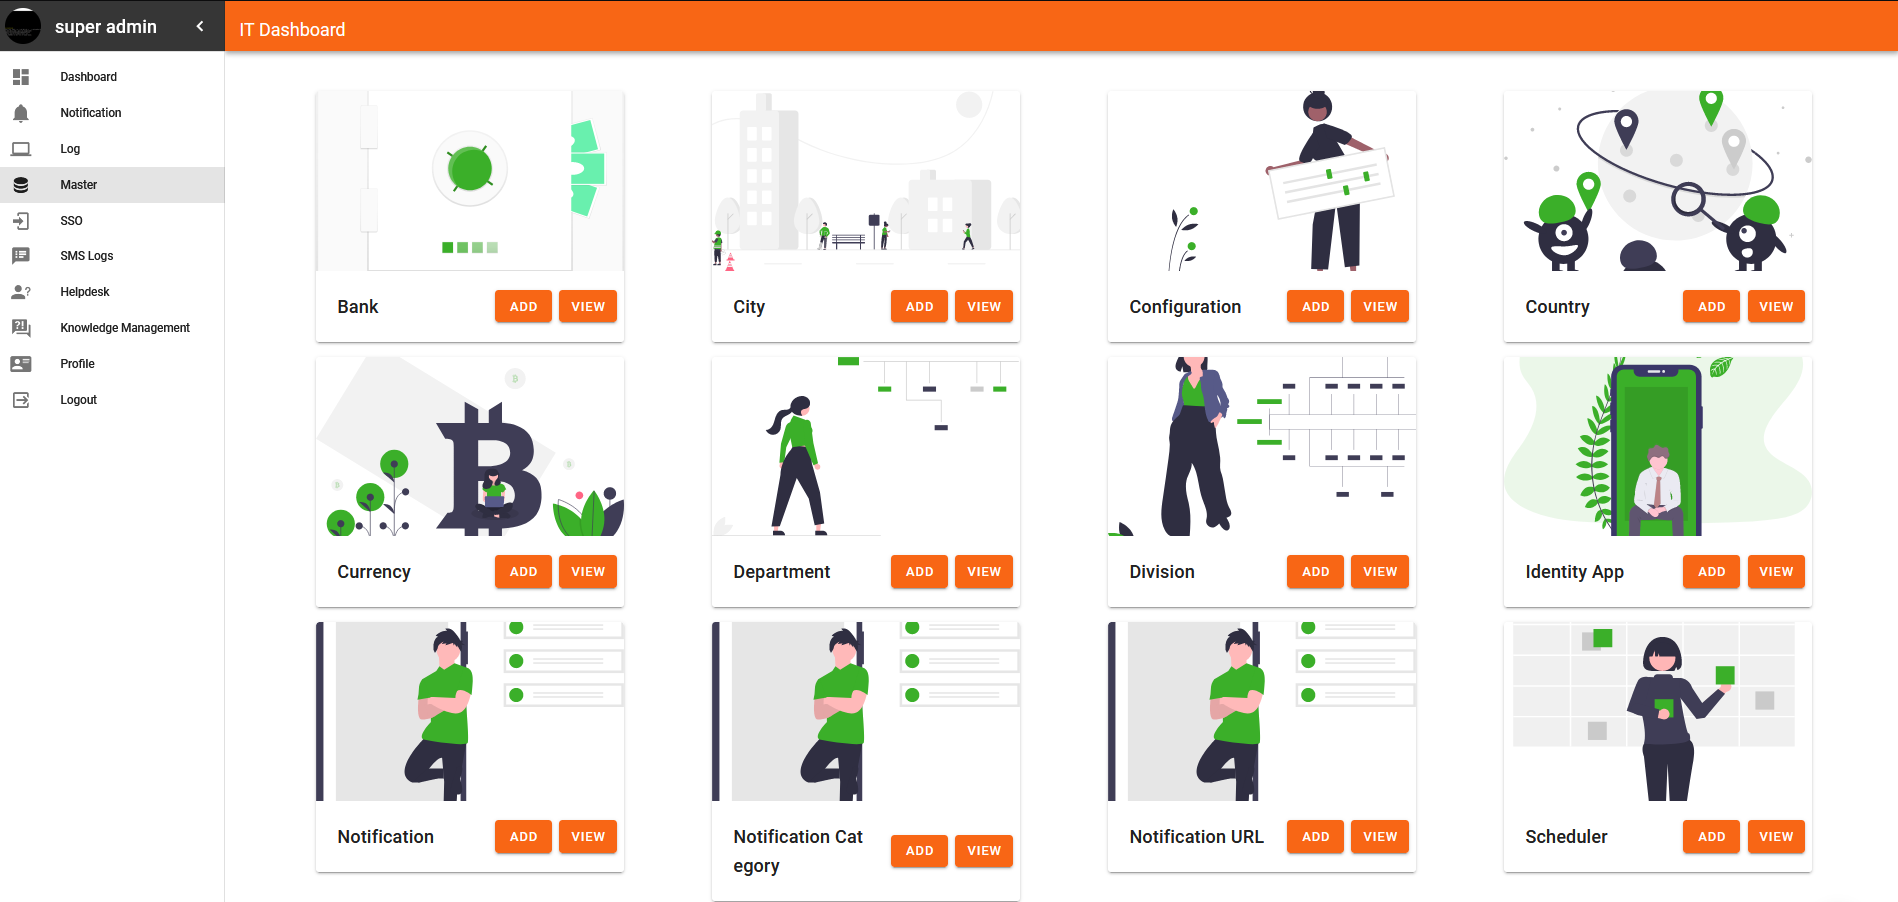 super admin
IT Dashboard
Dashboard
Notification
Log
Master
SSO
SMS Logs
Helpdesk
Knowledge Management
Profile
Logout
Bank
ADD
VIEW
City
ADD
VIEW
Configuration
ADD
VIEW
Country
ADD
VIEW
Currency
ADD
VIEW
Department
ADD
VIEW
Division
ADD
VIEW
Identity App
ADD
VIEW
Notification
ADD
VIEW
Notification Cat
egory
ADD
VIEW
Notification URL
ADD
VIEW
Scheduler
ADD
VIEW